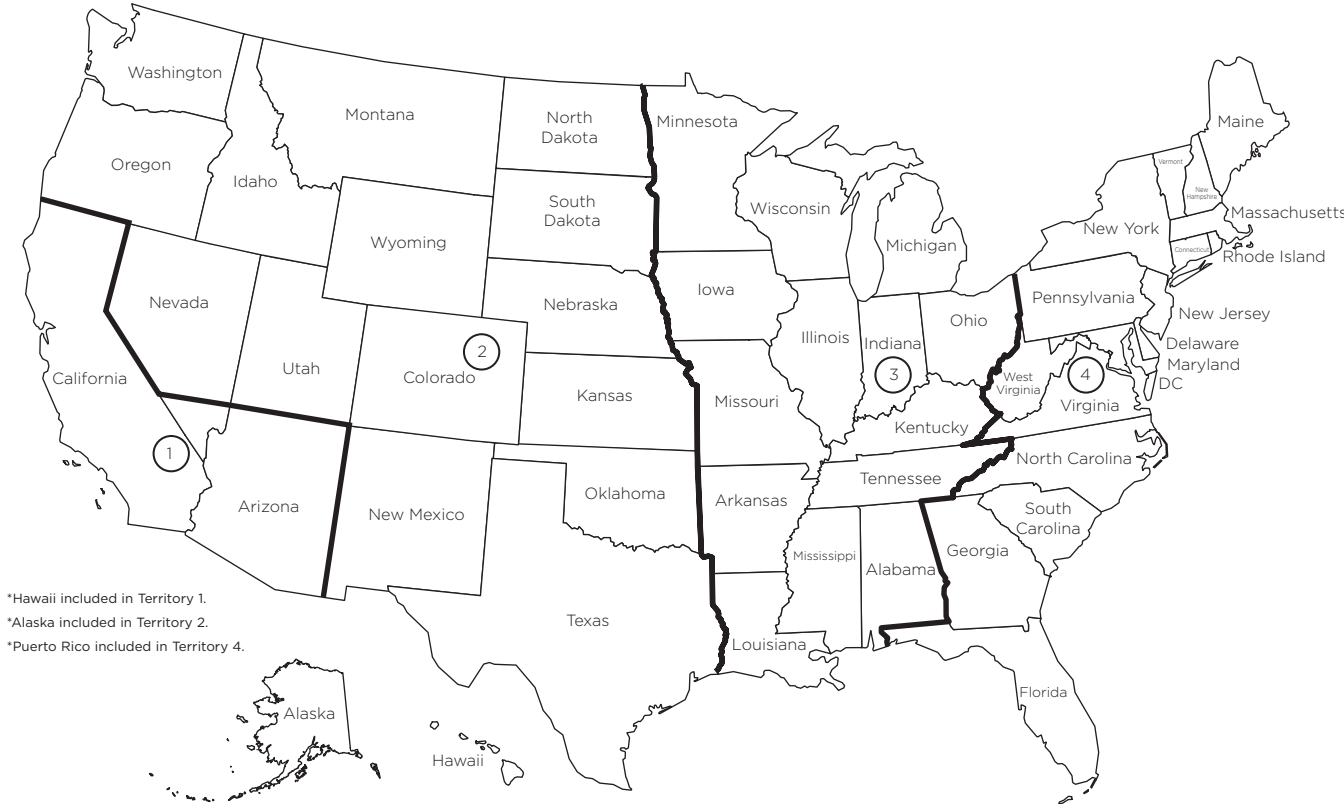 Washington
Montana
North
Dakota
Minnesota
Maine
Oregon
Idaho
Vermont
New
Hampshire
South
Dakota
Wisconsin
Massachusetts
Wyoming
Michigan
New York
Connecticut
Rhode Island
Nevada
Nebraska
Iowa
Pennsylvania
New Jersey
Ohio
Illinois
Indiana
Delaware
2
Utah
Colorado
California
Kansas
Missouri
3
West
Virginia
4
Maryland
DC
Virginia
Kentucky
1
North Carolina
Tennessee
Arizona
New Mexico
Oklahoma
Arkansas
South
Carolina
Mississippi
Alabama
Georgia
*Hawaii included in Territory 1.
*Alaska included in Territory 2.
*Puerto Rico included in Territory 4.
Texas
Louisiana
Florida
Alaska
Hawaii